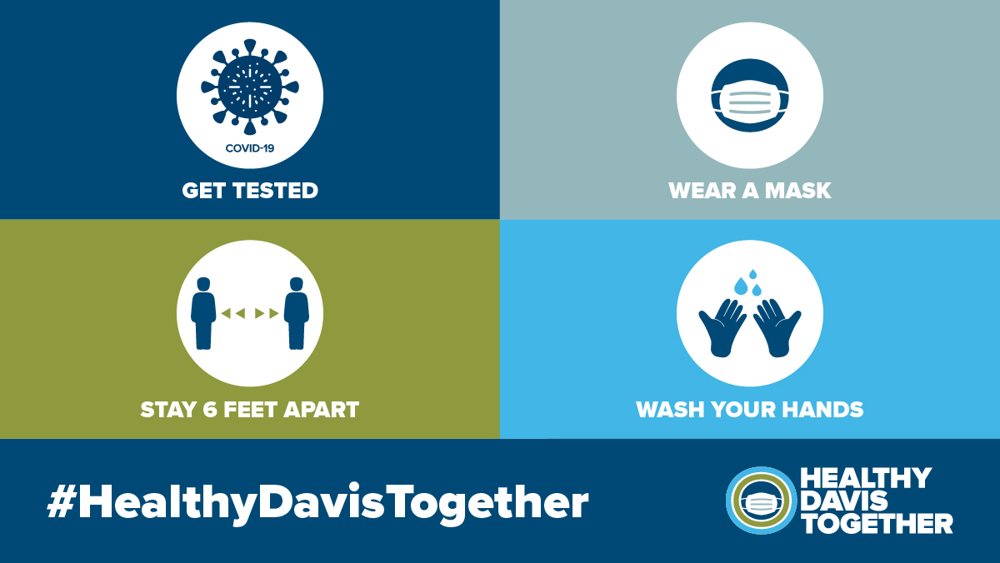 COVID-19
GET TESTED
WEAR A MASK
STAY 6 FEET APART
WASH YOUR HANDS
#HealthyDavisTogether
HEALTHY
DAVIS
TOGETHER